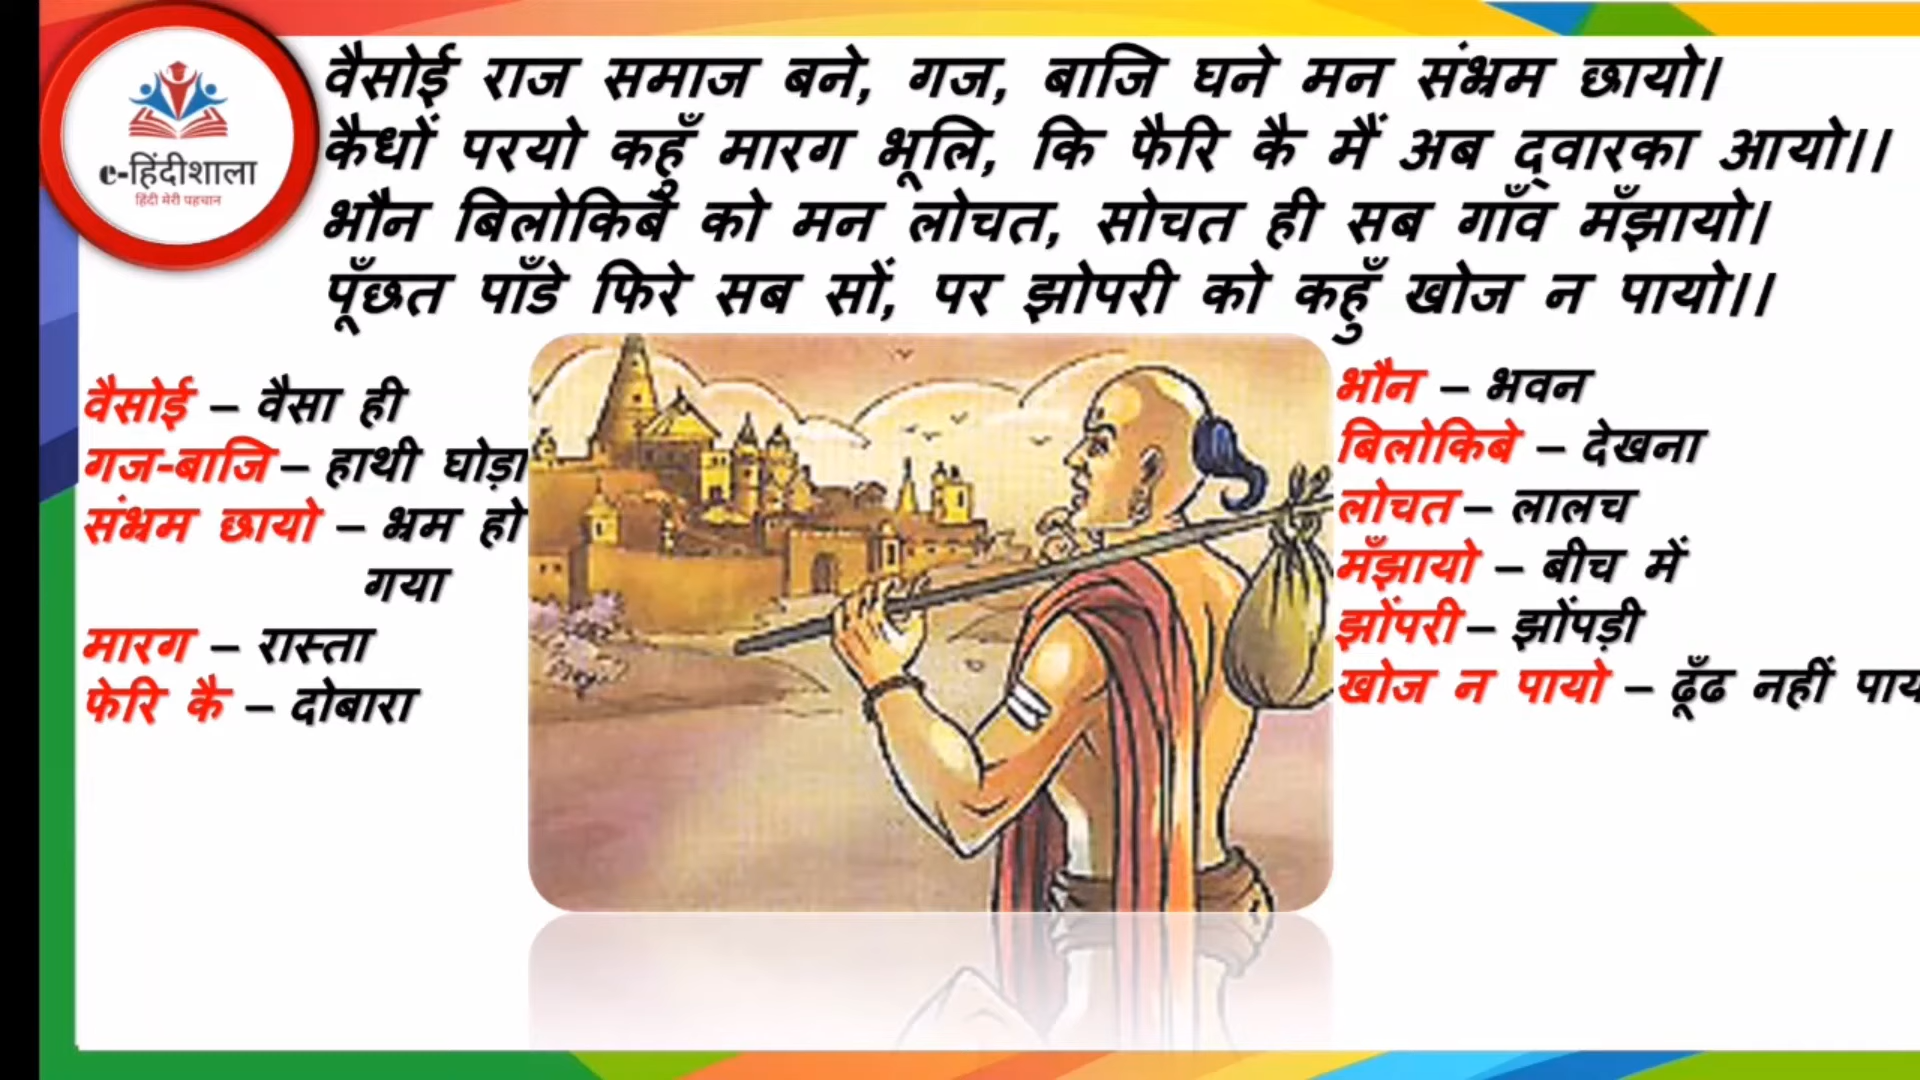 वैसोई राज समाज बने, गज, बाजि घने मन संभ्रम छायो।
कैधों परयो कहुँ मारग भूलि, कि फैरि कै मैं अब द्वारका आयो।।
भौन बिलोकिबै को मन लोचत, सोचत ही सब गाँव मँझायो।
पूँछत पाँडे फिरे सब सों, पर झोपरी को कहुँ खोज न पायो।।
e-हिंदीशाला
हिंदी मेरी पहचान
वैसोई – वैसा ही
गज-बाजि – हाथी घोड़ा
संभ्रम छायो – भ्रम हो
गया
मारग – रास्ता
फेरि कै – दोबारा
भौन – भवन
बिलोकिबे – देखना
लोचत – लालच
मँझायो – बीच में
झोंपरी – झोंपड़ी
खोज न पायो – ढूँढ नहीं